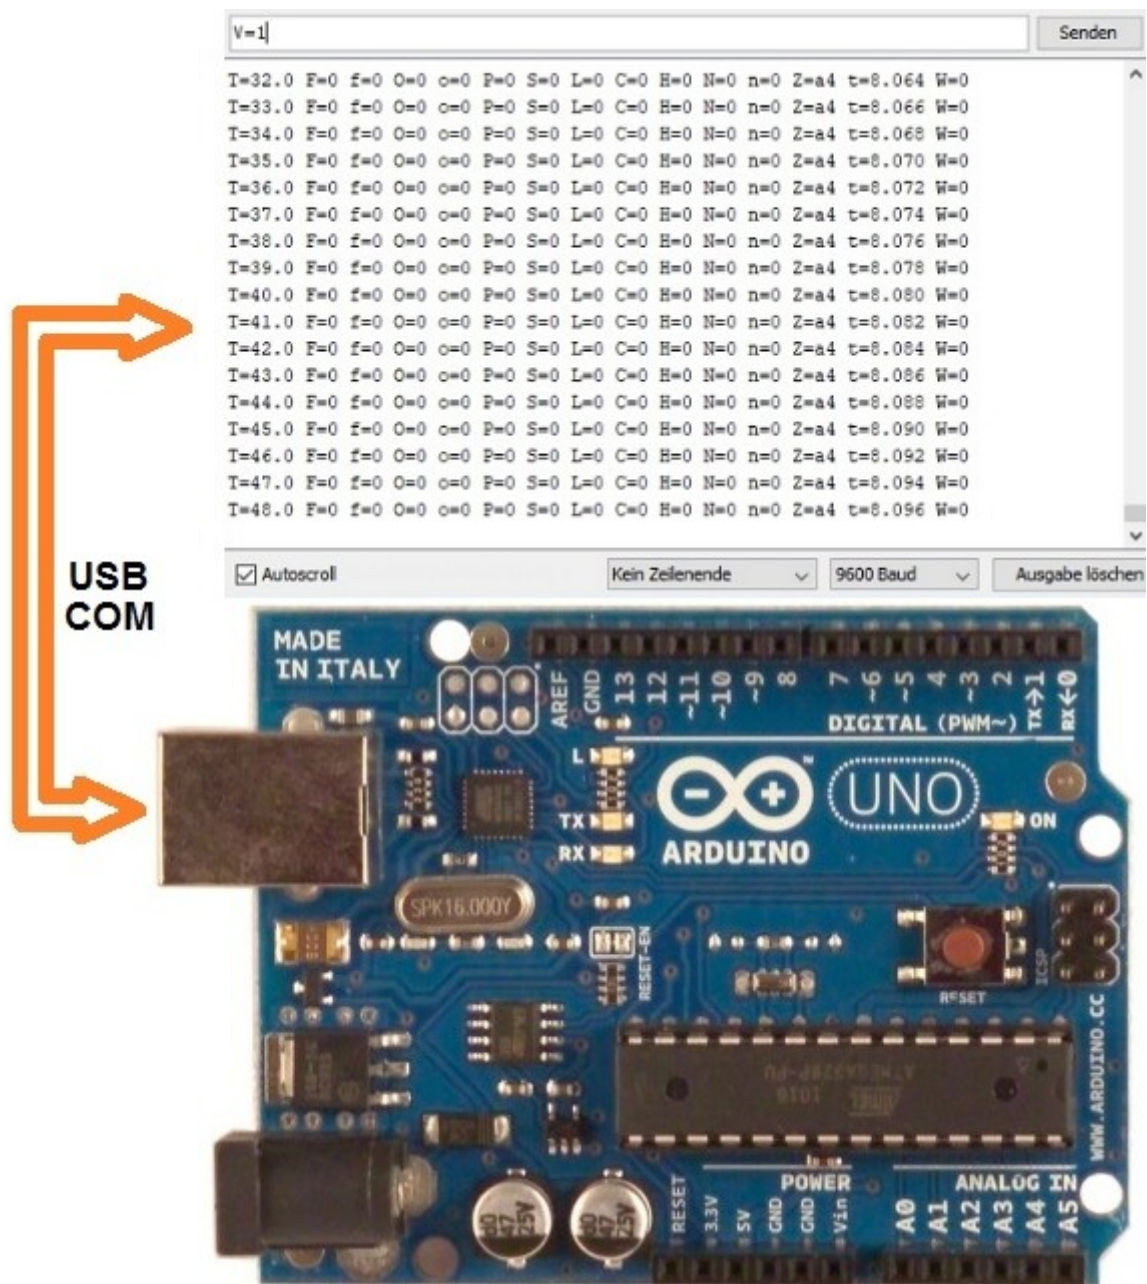 V=1
Senden
T=32.0 F=0 f=0 O=0 o=0 P=0 S=0 L=0 C=0 H=0 N=0 n=0 Z=a4 t=8.064 W=0
T=33.0 F=0 f=0 O=0 o=0 P=0 S=0 L=0 C=0 H=0 N=0 n=0 Z=a4 t=8.066 W=0
T=34.0 F=0 f=0 O=0 o=0 P=0 S=0 L=0 C=0 H=0 N=0 n=0 Z=a4 t=8.068 W=0
T=35.0 F=0 f=0 O=0 o=0 P=0 S=0 L=0 C=0 H=0 N=0 n=0 Z=a4 t=8.070 W=0
T=36.0 F=0 f=0 O=0 o=0 P=0 S=0 L=0 C=0 H=0 N=0 n=0 Z=a4 t=8.072 W=0
T=37.0 F=0 f=0 O=0 o=0 P=0 S=0 L=0 C=0 H=0 N=0 n=0 Z=a4 t=8.074 W=0
T=38.0 F=0 f=0 O=0 o=0 P=0 S=0 L=0 C=0 H=0 N=0 n=0 Z=a4 t=8.076 W=0
T=39.0 F=0 f=0 O=0 o=0 P=0 S=0 L=0 C=0 H=0 N=0 n=0 Z=a4 t=8.078 W=0
T=40.0 F=0 f=0 O=0 o=0 P=0 S=0 L=0 C=0 H=0 N=0 n=0 Z=a4 t=8.080 W=0
T=41.0 F=0 f=0 O=0 o=0 P=0 S=0 L=0 C=0 H=0 N=0 n=0 Z=a4 t=8.082 W=0
T=42.0 F=0 f=0 O=0 o=0 P=0 S=0 L=0 C=0 H=0 N=0 n=0 Z=a4 t=8.084 W=0
T=43.0 F=0 f=0 O=0 o=0 P=0 S=0 L=0 C=0 H=0 N=0 n=0 Z=a4 t=8.086 W=0
T=44.0 F=0 f=0 O=0 o=0 P=0 S=0 L=0 C=0 H=0 N=0 n=0 Z=a4 t=8.088 W=0
T=45.0 F=0 f=0 O=0 o=0 P=0 S=0 L=0 C=0 H=0 N=0 n=0 Z=a4 t=8.090 W=0
T=46.0 F=0 f=0 O=0 o=0 P=0 S=0 L=0 C=0 H=0 N=0 n=0 Z=a4 t=8.092 W=0
T=47.0 F=0 f=0 O=0 o=0 P=0 S=0 L=0 C=0 H=0 N=0 n=0 Z=a4 t=8.094 W=0
T=48.0 F=0 f=0 O=0 o=0 P=0 S=0 L=0 C=0 H=0 N=0 n=0 Z=a4 t=8.096 W=0
Autoscroll
Kein Zeilenende
9600 Baud
Ausgabe löschen
USB
COM
MADE
IN ITALY
AREF
GND
13
12
~11
~10
~9
8
7
~6
~5
4
~3
2
TX→1
RX←0
DIGITAL (PWM~)
L
TX
RX
ARDUINO
TM
UNO
ON
SPK16.000Y
RESET-EN
RESET
ICSP
WWW.ARDUINO.CC
ATMEGA328P-PU
ATMEL
1016
47
25V
47
25V
POWER
ANALOG IN
RESET
3.3V
5V
GND
GND
Vin
A0
A1
A2
A3
A4
A5